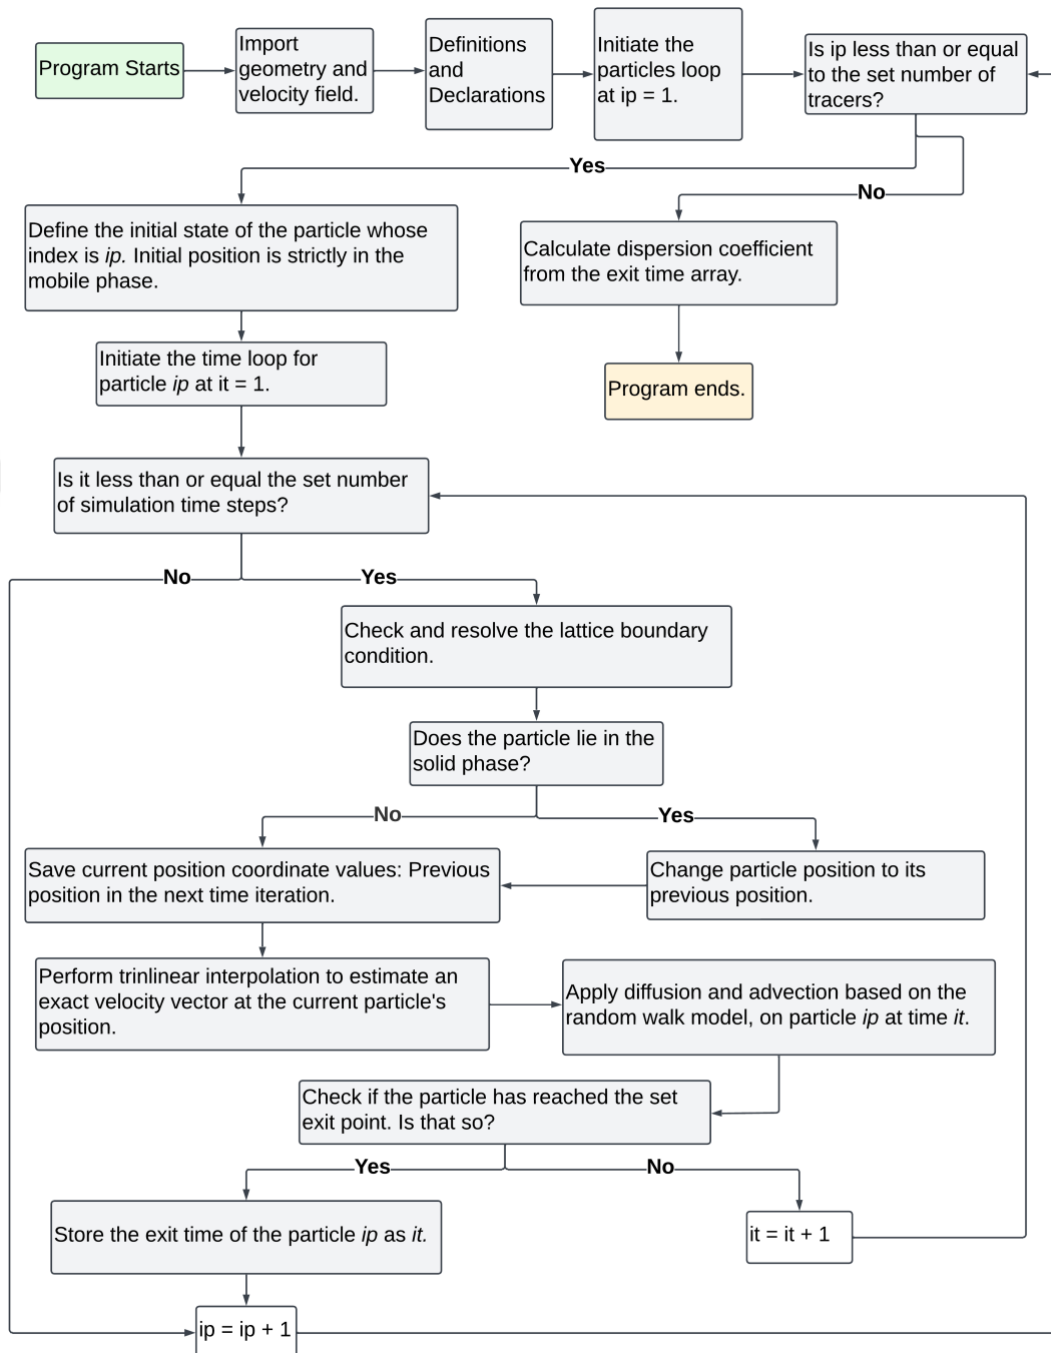 Program Starts
Import
geometry and
velocity field.
Definitions
and
Declarations
Initiate the
particles loop
at ip = 1.
Is ip less than or equal
to the set number of
tracers?
Yes
No
Define the initial state of the particle whose
index is ip. Initial position is strictly in the
mobile phase.
Calculate dispersion coefficient
from the exit time array.
Initiate the time loop for
particle ip at it = 1.
Program ends.
Is it less than or equal the set number
of simulation time steps?
No
Yes
Check and resolve the lattice boundary
condition.
Does the particle lie in the
solid phase?
No
Yes
Save current position coordinate values: Previous
position in the next time iteration.
Change particle position to its
previous position.
Perform trinlinear interpolation to estimate an
exact velocity vector at the current particle's
position.
Apply diffusion and advection based on the
random walk model, on particle ip at time it.
Check if the particle has reached the set
exit point. Is that so?
Yes
No
Store the exit time of the particle ip as it.
it = it + 1
ip = ip + 1